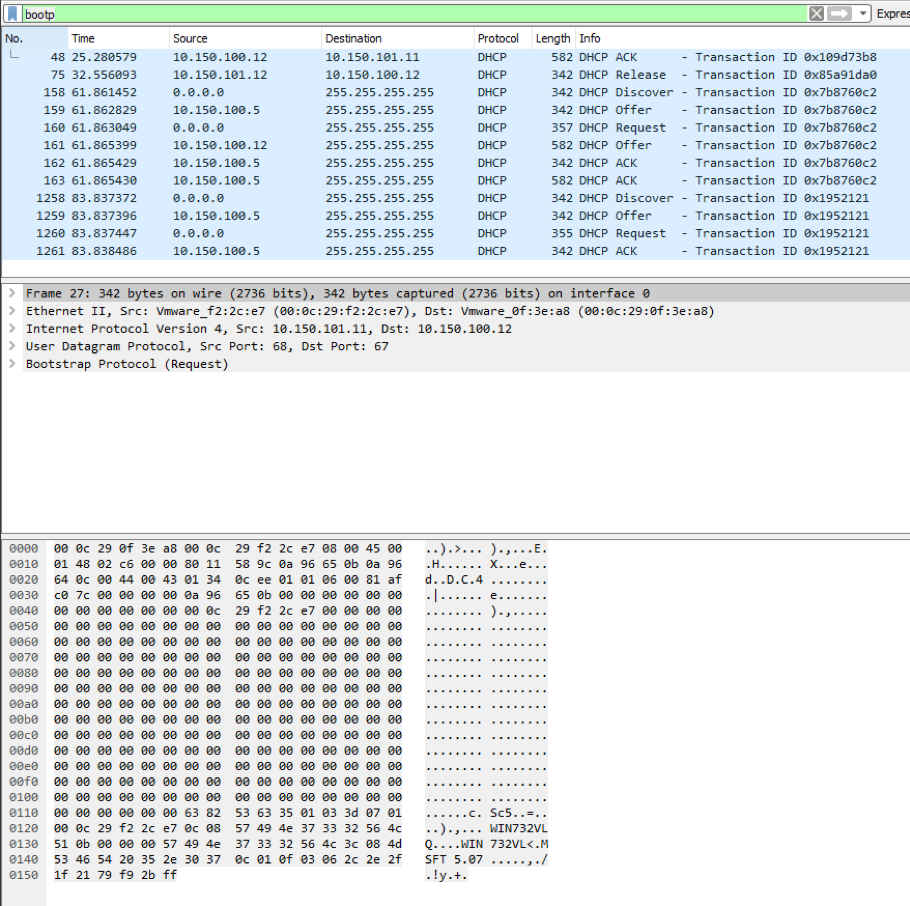 bootp Expres
No. Time Source Destination Protocol Length Info
48 25.280579 10.150.100.12 10.150.101.11 DHCP 582 DHCP ACK - Transaction ID 0x109d73b8
75 32.556093 10.150.101.12 10.150.100.12 DHCP 342 DHCP Release - Transaction ID 0x85a91da0
158 61.861452 0.0.0.0 255.255.255.255 DHCP 342 DHCP Discover - Transaction ID 0x7b8760c2
159 61.862829 10.150.100.5 255.255.255.255 DHCP 342 DHCP Offer - Transaction ID 0x7b8760c2
160 61.863049 0.0.0.0 255.255.255.255 DHCP 357 DHCP Request - Transaction ID 0x7b8760c2
161 61.865399 10.150.100.12 255.255.255.255 DHCP 582 DHCP Offer - Transaction ID 0x7b8760c2
162 61.865429 10.150.100.5 255.255.255.255 DHCP 342 DHCP ACK - Transaction ID 0x7b8760c2
163 61.865430 10.150.100.5 255.255.255.255 DHCP 582 DHCP ACK - Transaction ID 0x7b8760c2
1258 83.837372 0.0.0.0 255.255.255.255 DHCP 342 DHCP Discover - Transaction ID 0x1952121
1259 83.837396 10.150.100.5 255.255.255.255 DHCP 342 DHCP Offer - Transaction ID 0x1952121
1260 83.837447 0.0.0.0 255.255.255.255 DHCP 355 DHCP Request - Transaction ID 0x1952121
1261 83.838486 10.150.100.5 255.255.255.255 DHCP 342 DHCP ACK - Transaction ID 0x1952121
Frame 27: 342 bytes on wire (2736 bits), 342 bytes captured (2736 bits) on interface 0
Ethernet II, Src: Vmware_f2:2c:e7 (00:0c:29:f2:2c:e7), Dst: Vmware_0f:3e:a8 (00:0c:29:0f:3e:a8)
Internet Protocol Version 4, Src: 10.150.101.11, Dst: 10.150.100.12
User Datagram Protocol, Src Port: 68, Dst Port: 67
Bootstrap Protocol (Request)
0000 00 0c 29 0f 3e a8 00 0c 29 f2 2c e7 08 00 45 00 ..).>... ).,...E.
0010 01 48 02 c6 00 00 80 11 58 9c 0a 96 65 0b 0a 96 .H...... X...e...
0020 64 0c 00 44 00 43 01 34 0c ee 01 01 06 00 81 af d..D.C.4 ........
0030 c0 7c 00 00 00 00 0a 96 65 0b 00 00 00 00 00 00 .|...... e.......
0040 00 00 00 00 00 00 00 0c 29 f2 2c e7 00 00 00 00 ........ ).,.....
0050 00 00 00 00 00 00 00 00 00 00 00 00 00 00 00 00 ........ ........
0060 00 00 00 00 00 00 00 00 00 00 00 00 00 00 00 00 ........ ........
0070 00 00 00 00 00 00 00 00 00 00 00 00 00 00 00 00 ........ ........
0080 00 00 00 00 00 00 00 00 00 00 00 00 00 00 00 00 ........ ........
0090 00 00 00 00 00 00 00 00 00 00 00 00 00 00 00 00 ........ ........
00a0 00 00 00 00 00 00 00 00 00 00 00 00 00 00 00 00 ........ ........
00b0 00 00 00 00 00 00 00 00 00 00 00 00 00 00 00 00 ........ ........
00c0 00 00 00 00 00 00 00 00 00 00 00 00 00 00 00 00 ........ ........
00d0 00 00 00 00 00 00 00 00 00 00 00 00 00 00 00 00 ........ ........
00e0 00 00 00 00 00 00 00 00 00 00 00 00 00 00 00 00 ........ ........
00f0 00 00 00 00 00 00 00 00 00 00 00 00 00 00 00 00 ........ ........
0100 00 00 00 00 00 00 00 00 00 00 00 00 00 00 00 00 ........ ........
0110 00 00 00 00 00 00 63 82 53 63 35 01 03 3d 07 01 ......c. Sc5..=..
0120 00 0c 29 f2 2c e7 0c 08 57 49 4e 37 33 32 56 4c ..).,... WIN732VL
0130 51 0b 00 00 00 57 49 4e 37 33 32 56 4c 3c 08 4d Q....WIN 732VL<.M
0140 53 46 54 20 35 2e 30 37 0c 01 0f 03 06 2c 2e 2f SFT 5.07 .....,./
0150 1f 21 79 f9 2b ff .!y.+.